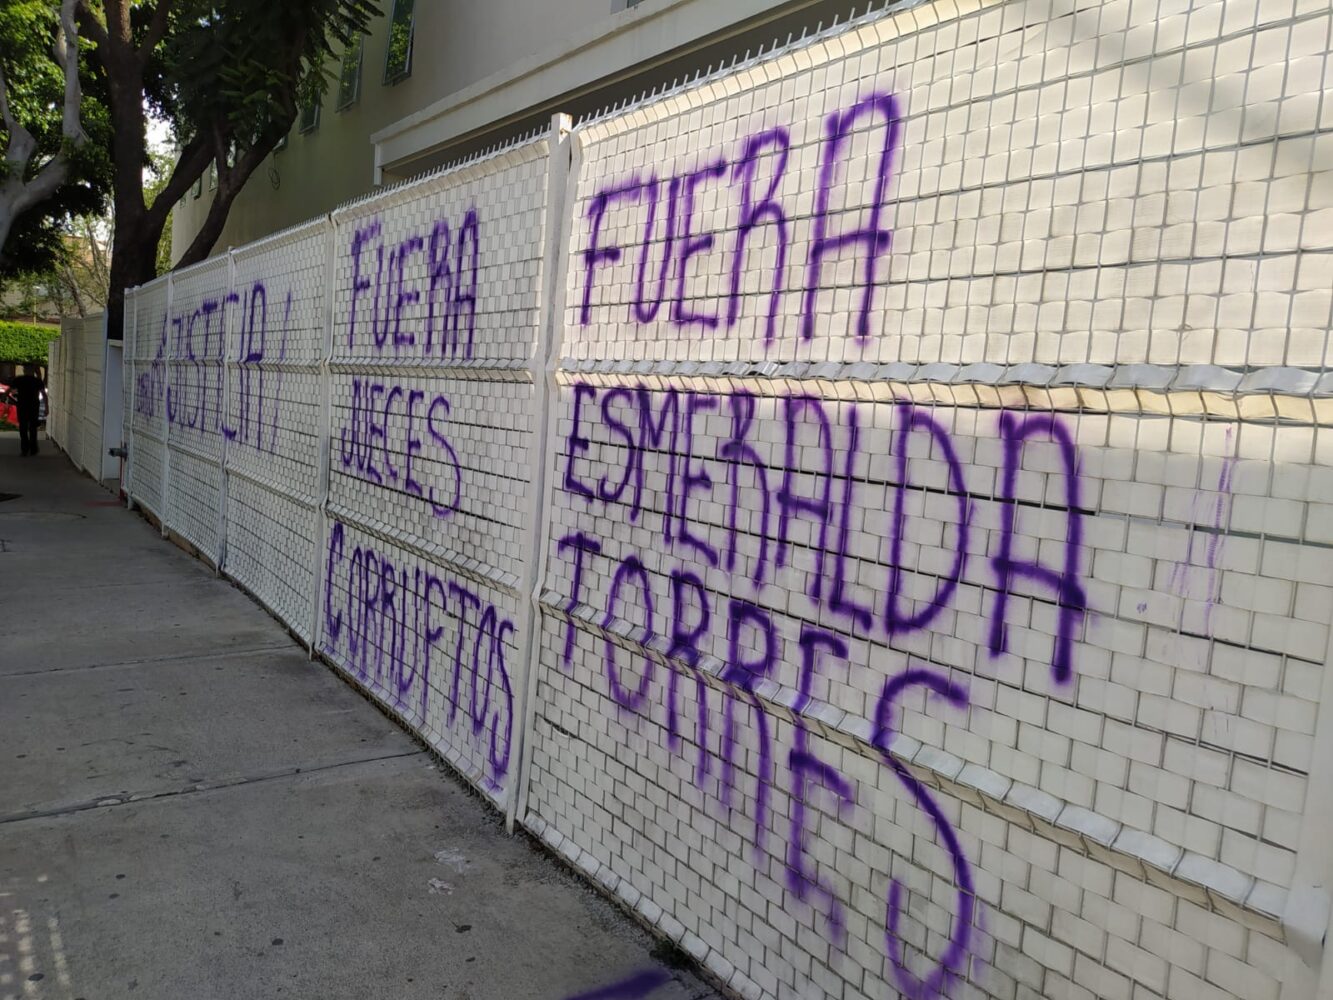 JUSTICIA!
FUERA
JUECES
CORRUPTOS
FUERA
ESMERALDA
TORRES